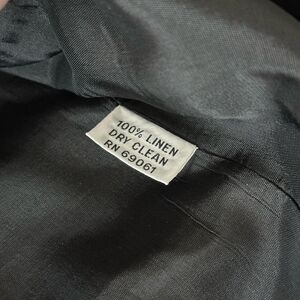 100% LINEN
DRY CLEAN
RN 69061